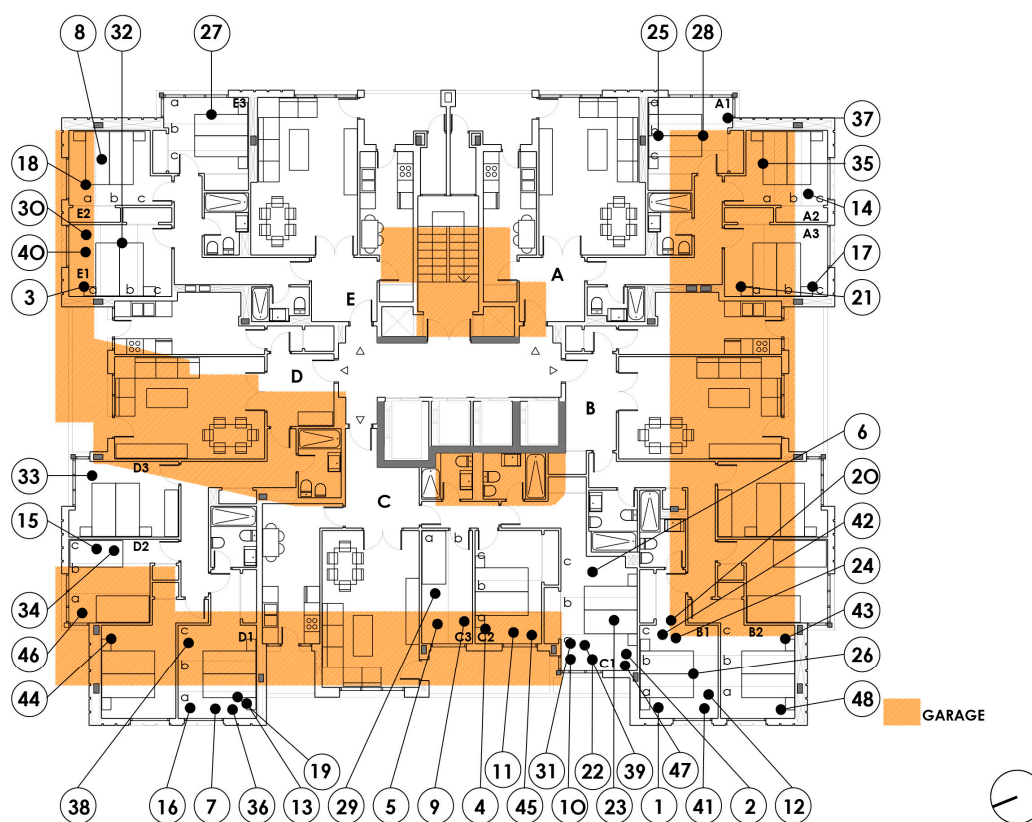 8 32 27 25 28
E3 A1
a a
b b
c c
37
18 35
a b c a b c
E2 A2
14
30 A3
40
E1
3 a b c a b c 17
21
E A
D B
6
D3
33 20
C
15 c D2 c a b c 42
b b
34 a a 24
46 D1 C3 C2 C1 B1 B2 43
c c c c
44 b b b b 26
a a a a
48
GARAGE
19 11 31 22 39 47
38 16 7 36 13 29 5 9 4 45 10 23 1 41 2 12